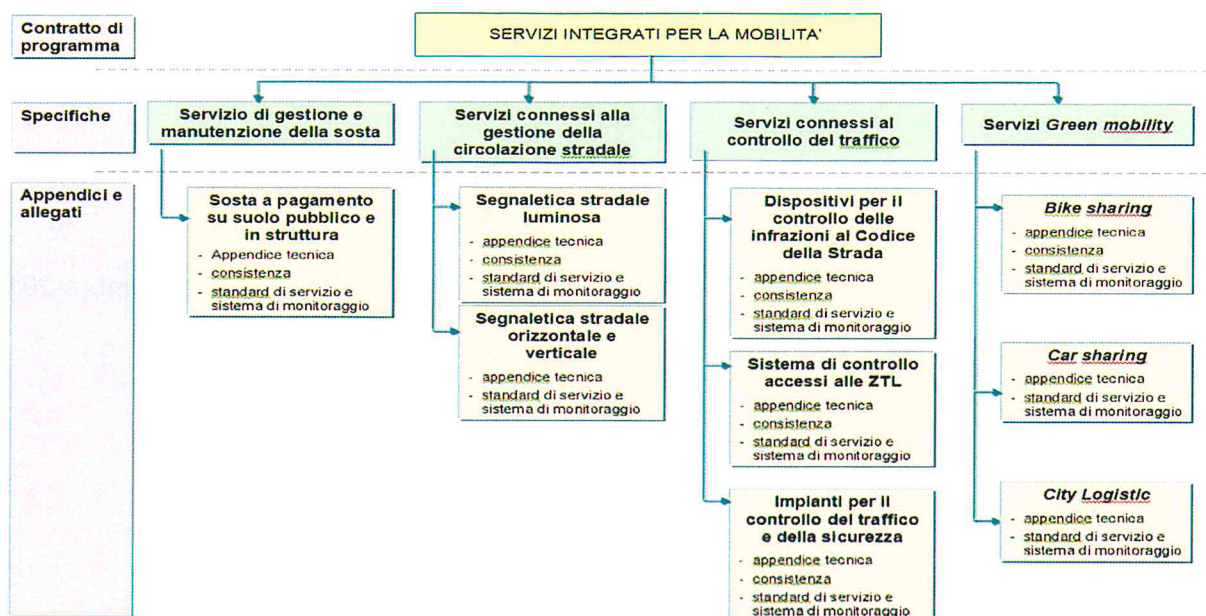 Contratto di
programma
SERVIZI INTEGRATI PER LA MOBILITA'
Specifiche
Servizio di gestione e
manutenzione della sosta
Servizi connessi alla
gestione della
circolazione stradale
Servizi connessi al
controllo del traffico
Servizi Green mobility
Appendici e
allegati
Sosta a pagamento
su suolo pubblico e
in struttura
- Appendice tecnica
- consistenza
- standard di servizio e
sistema di monitoraggio
Segnaletica stradale
luminosa
- appendice tecnica
- consistenza
- standard di servizio e
sistema di monitoraggio
Segnaletica stradale
orizzontale e
verticale
- appendice tecnica
- standard di servizio e
sistema di monitoraggio
Dispositivi per il
controllo delle
infrazioni al Codice
della Strada
- appendice tecnica
- consistenza
- standard di servizio e
sistema di monitoraggio
Sistema di controllo
accessi alle ZTL
- appendice tecnica
- consistenza
- standard di servizio e
sistema di monitoraggio
Impianti per il
controllo del traffico
e della sicurezza
- appendice tecnica
- consistenza
- standard di servizio e
sistema di monitoraggio
Bike sharing
- appendice tecnica
- consistenza
- standard di servizio e
sistema di monitoraggio
Car sharing
- appendice tecnica
- standard di servizio e
sistema di monitoraggio
City Logistic
- appendice tecnica
- standard di servizio e
sistema di monitoraggio